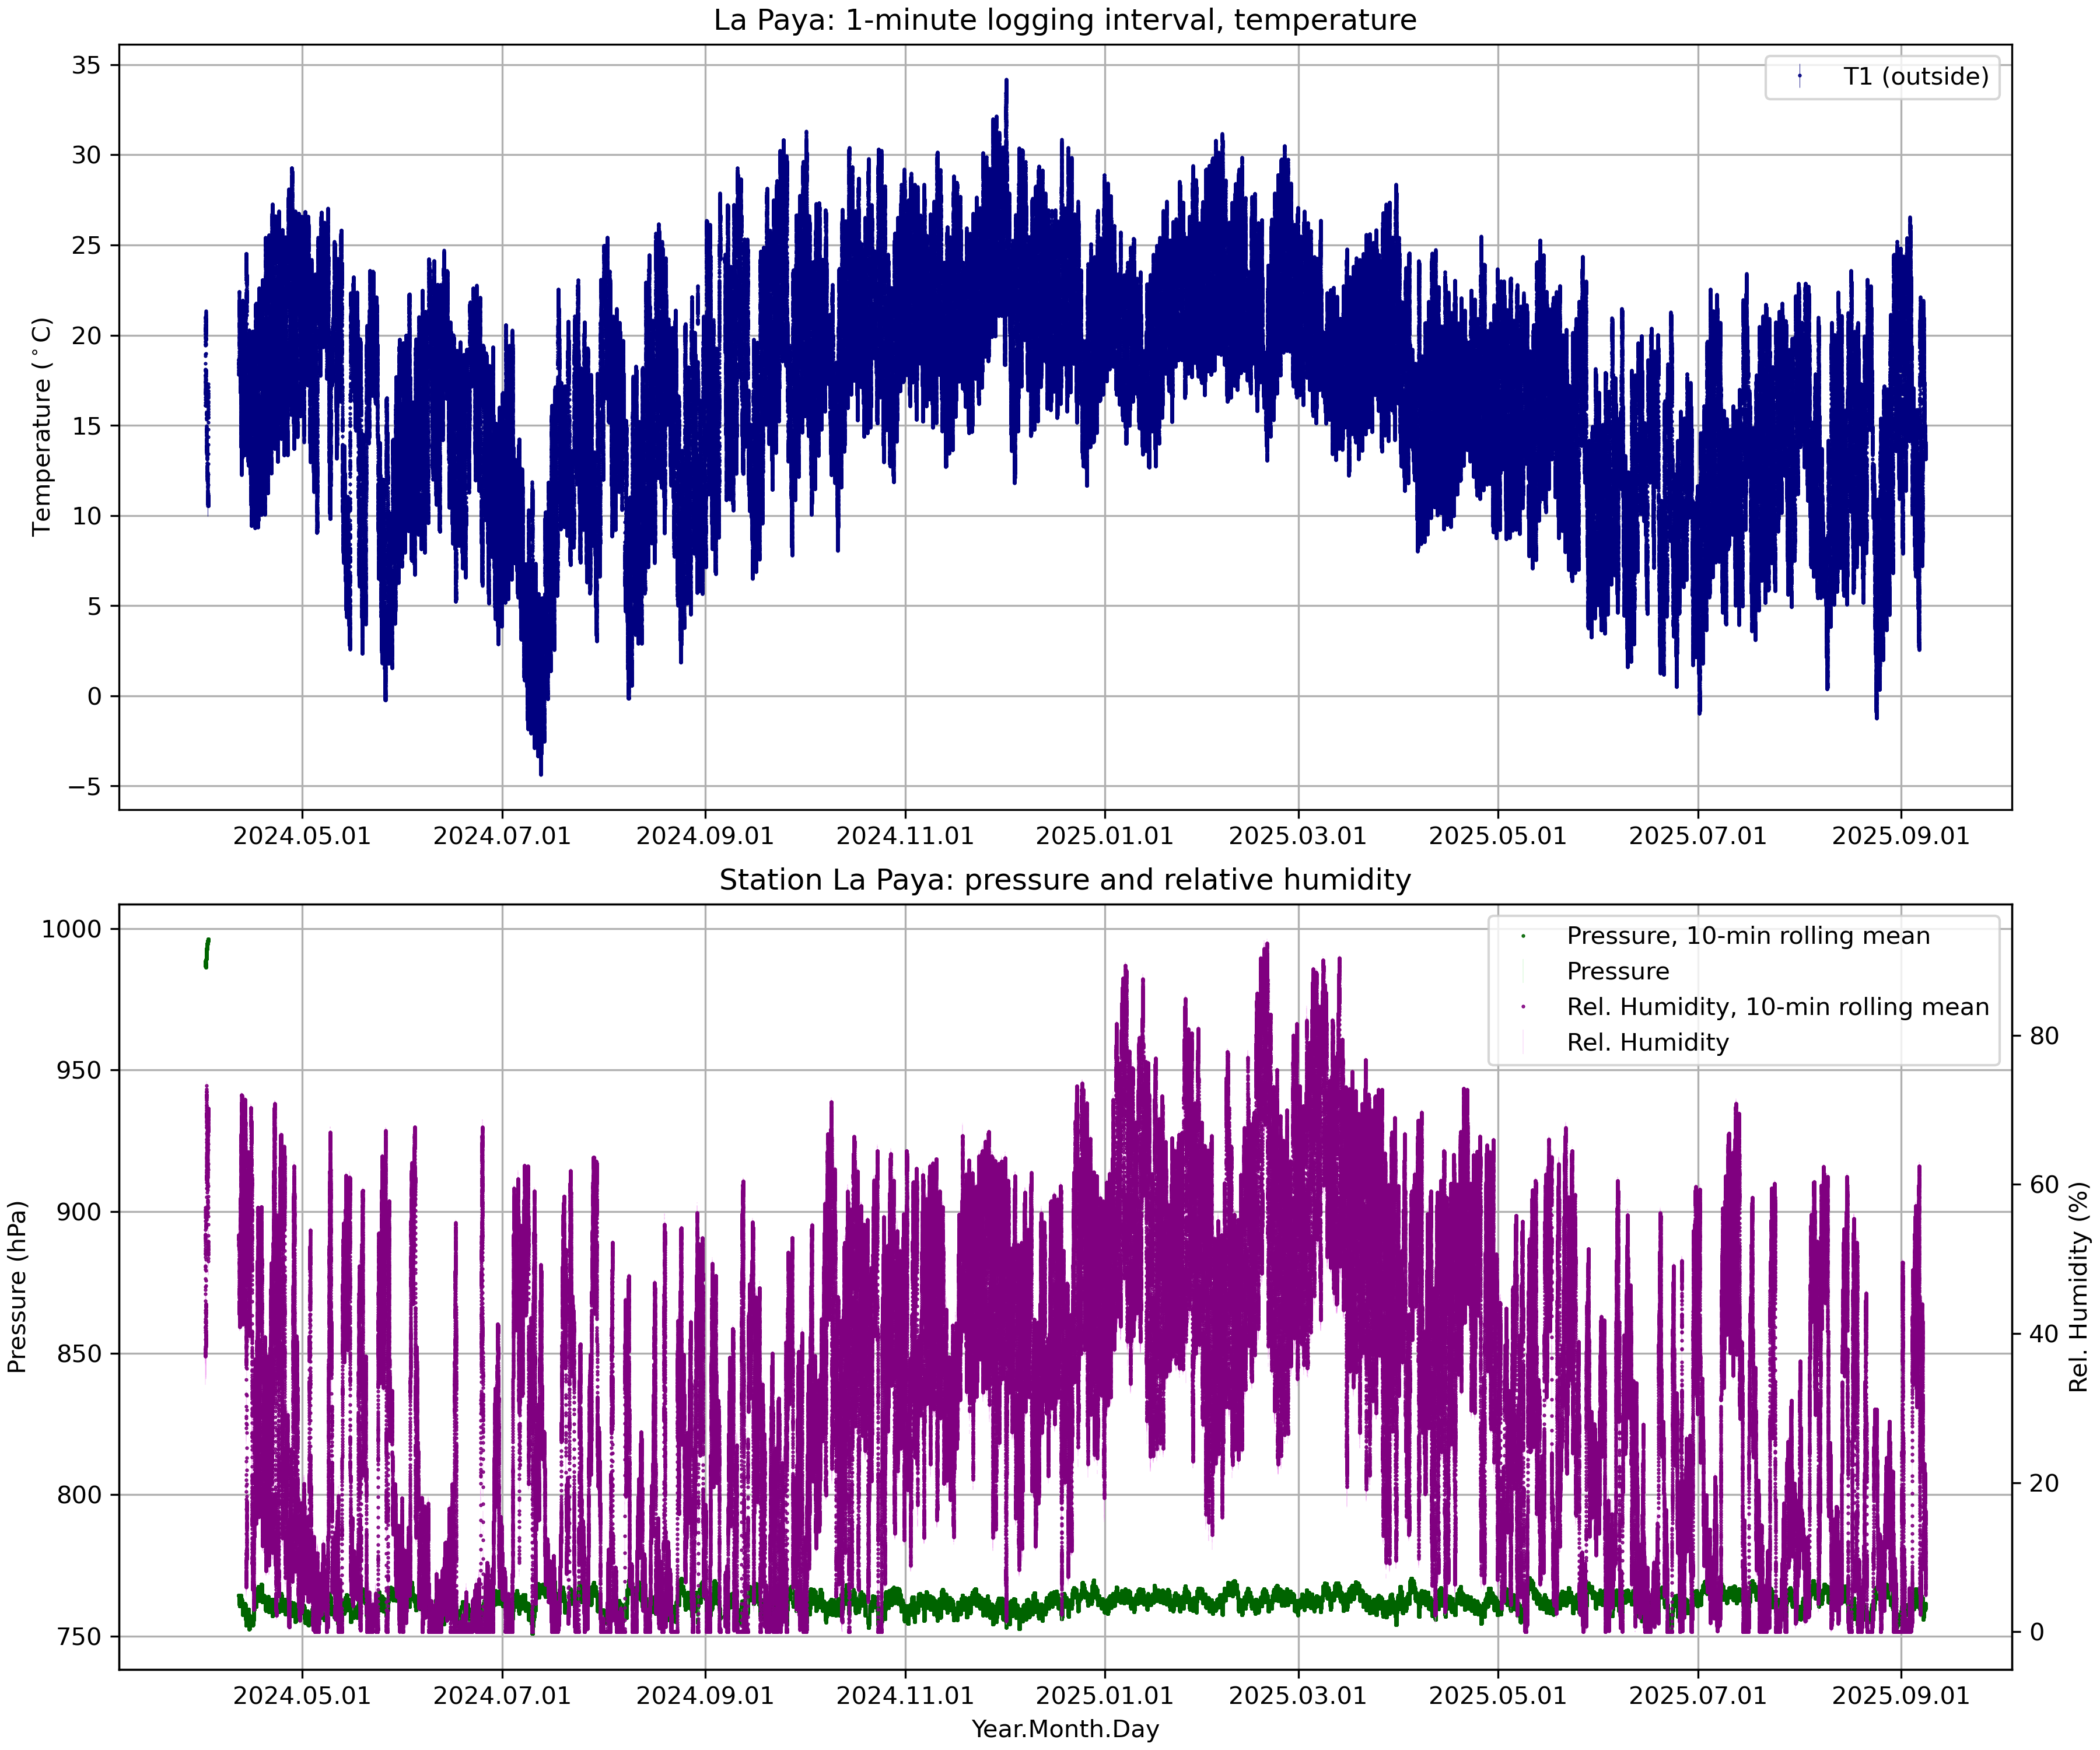 La Paya: 1-minute logging interval, temperature
T1 (outside)
Temperature (°C)
35
30
25
20
15
10
5
0
−5
2024.05.01 2024.07.01 2024.09.01 2024.11.01 2025.01.01 2025.03.01 2025.05.01 2025.07.01 2025.09.01
Station La Paya: pressure and relative humidity
Pressure, 10-min rolling mean
Pressure
Rel. Humidity, 10-min rolling mean
Rel. Humidity
Pressure (hPa)
1000
950
900
850
800
750
Rel. Humidity (%)
80
60
40
20
0
2024.05.01 2024.07.01 2024.09.01 2024.11.01 2025.01.01 2025.03.01 2025.05.01 2025.07.01 2025.09.01
Year.Month.Day